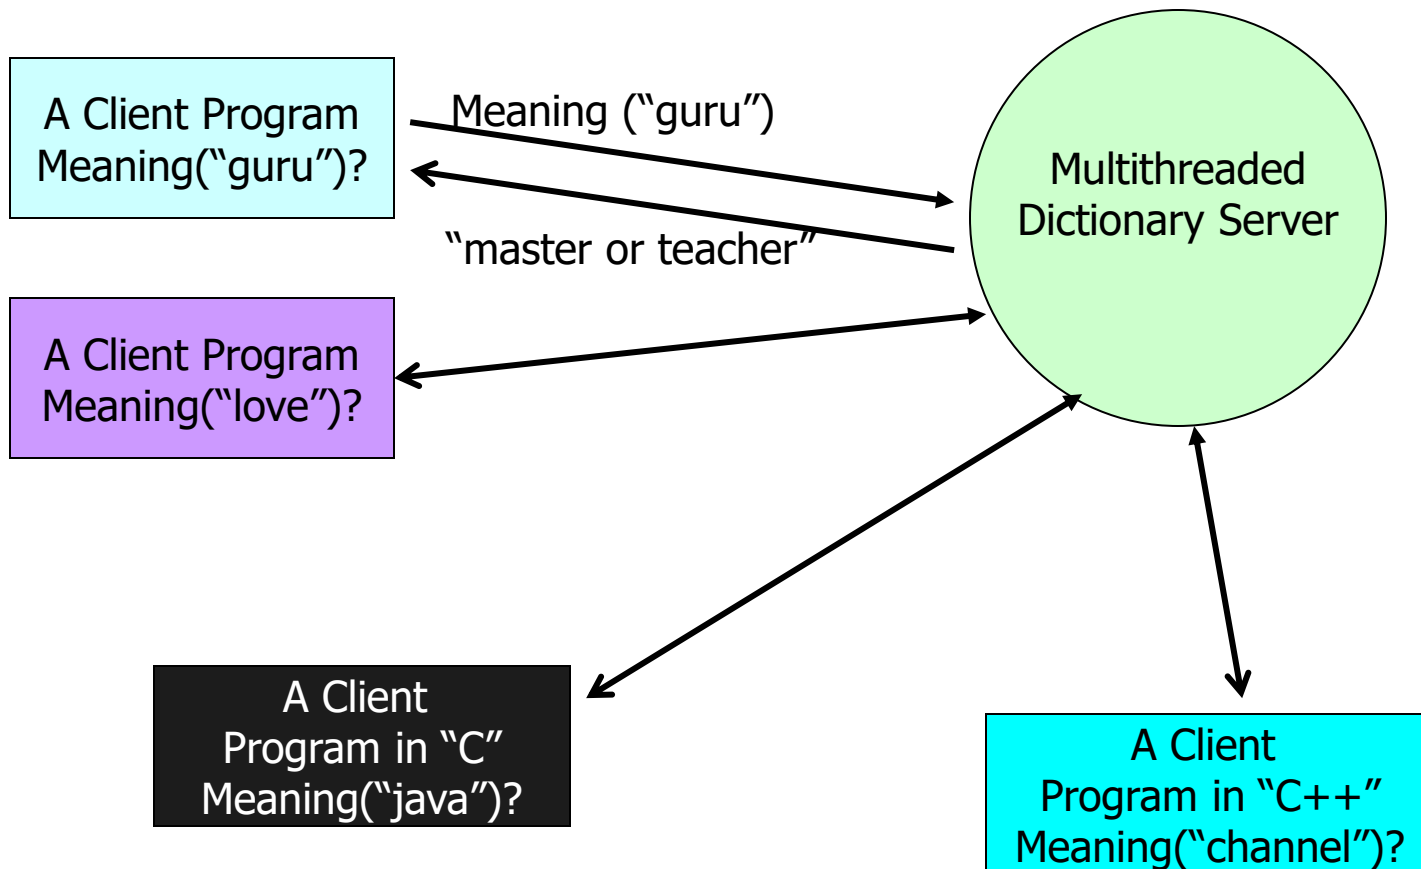 A Client Program
Meaning(“guru”)?
Meaning (“guru”)
“master or teacher”
Multithreaded
Dictionary Server
A Client Program
Meaning(“love”)?
A Client
Program in “C”
Meaning(“java”)?
A Client
Program in “C++”
Meaning(“channel”)?